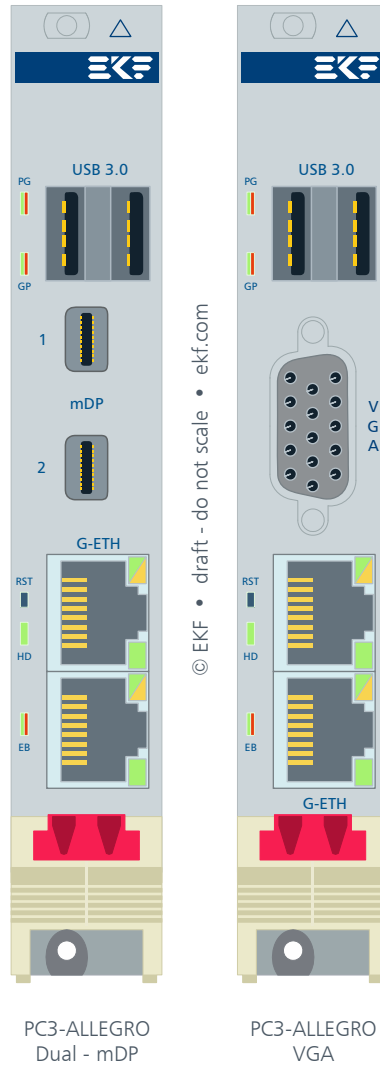 EKF
USB 3.0
PG
GP
1
mDP
2
G-ETH
RST
HD
EB
PC3-ALLEGRO
Dual - mDP
© EKF • draft - do not scale • ekf.com
EKF
USB 3.0
PG
GP
V
G
A
RST
HD
EB
G-ETH
PC3-ALLEGRO
VGA